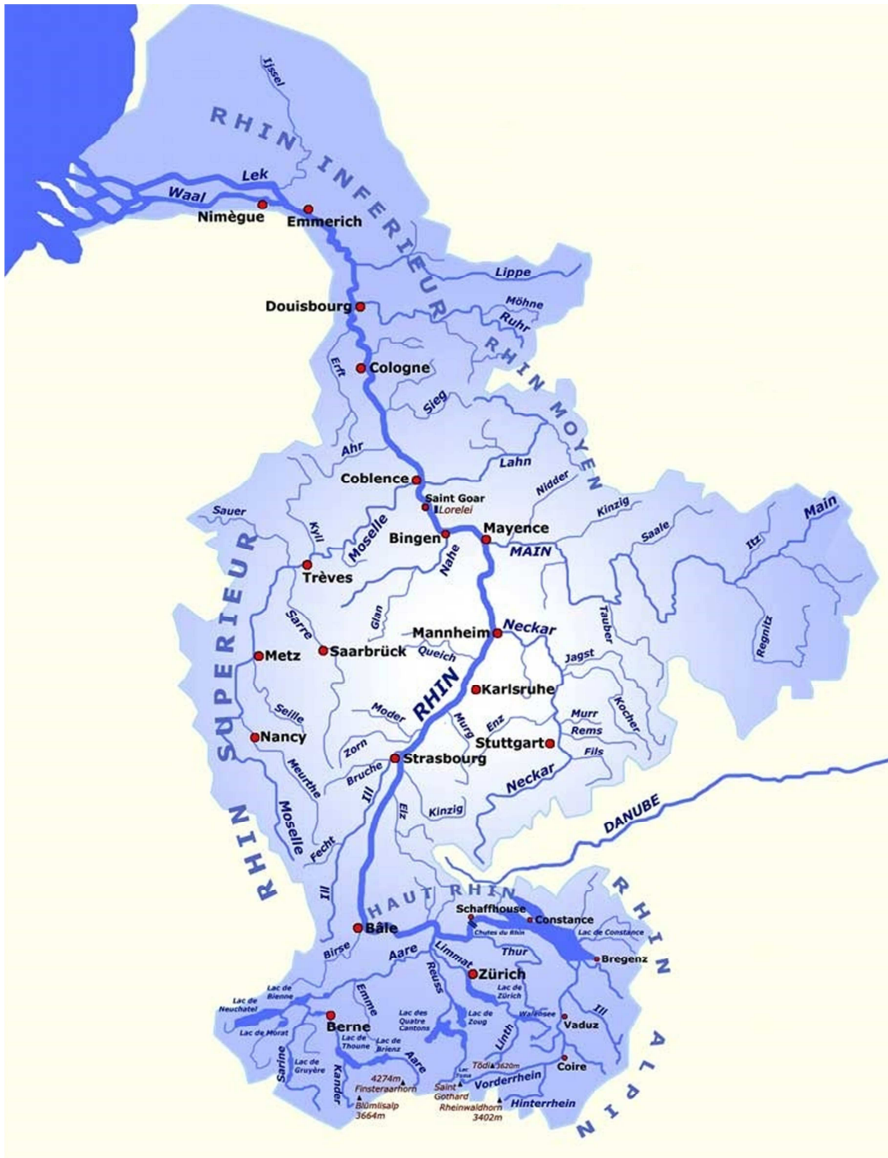 Ijssel
RHIN INFERIEUR
Lek
Waal
Nimègue
Emmerich
Lippe
Douisbourg
Möhne
Ruhr
RHIN MOYEN
Erft
Cologne
Sieg
Ahr
Lahn
Coblence
Nidder
Saint Goar
Lorelei
Sauer
Kinzig
Main
Kyll
Moselle
Bingen
Mayence
Saale
Itz
MAIN
Nahe
Trèves
RHIN SUPERIEUR
Glan
Sarre
Tauber
Regnitz
Mannheim
Neckar
Metz
Saarbrück
Queich
Jagst
RHIN
Karlsruhe
Seille
Moder
Murg
Enz
Murr
Kocher
Nancy
Zorn
Stuttgart
Rems
Fils
Strasbourg
Meurthe
Bruche
Ill
Neckar
Moselle
Elz
Kinzig
DANUBE
Fecht
Ill
HAUT RHIN
RHIN ALPIN
Schaffhouse
Constance
Bâle
Chutes du Rhin
Lac de Constance
Birse
Aare
Limmat
Thur
Bregenz
Reuss
Zürich
Lac de
Bienne
Lac de
Neuchatel
Emme
Lac de
Zürich
Lac des
Quatre
Cantons
Lac de
Zoug
Walensee
Ill
Berne
Vaduz
Lac de Morat
Lac de
Thoune
Lac de
Brienz
Linth
Sarine
Lac de
Gruyère
Aare
Tödi 3620m
Coire
Kander
4274m
Finsteraarhorn
Saint
Gothard
Vorderrhein
Blümlisalp
3664m
Rheinwaldhorn
3402m
Hinterrhein